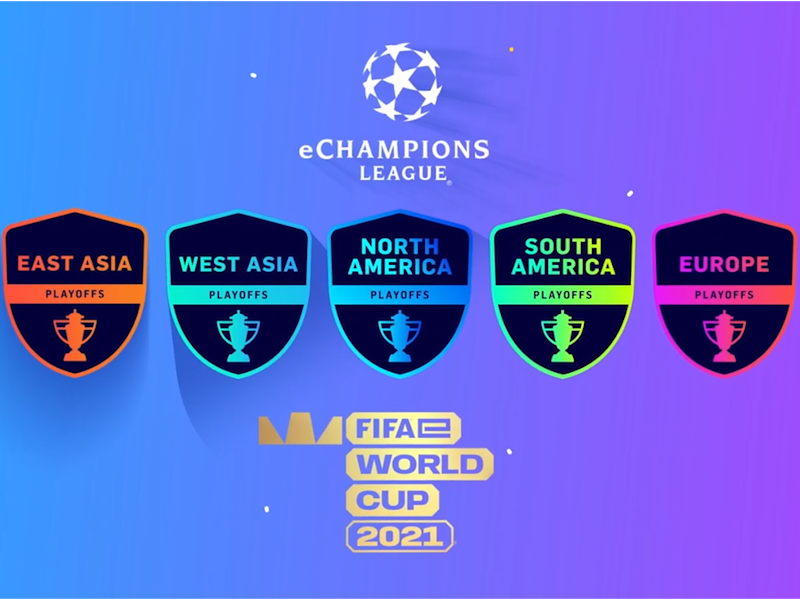 eCHAMPIONS
LEAGUE®
EAST ASIA
PLAYOFFS
WEST ASIA
PLAYOFFS
NORTH
AMERICA
PLAYOFFS
SOUTH
AMERICA
PLAYOFFS
EUROPE
PLAYOFFS
FIFAe
WORLD
CUP
2021